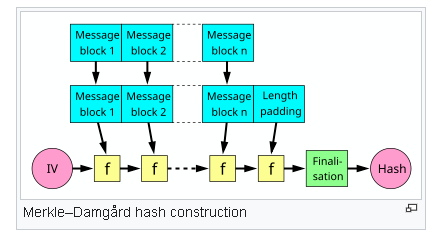 Message Message Message
block 1 block 2 block n
Message Message Message Length
block 1 block 2 block n padding
IV f f f f Finali- Hash
sation
Merkle–Damgård hash construction